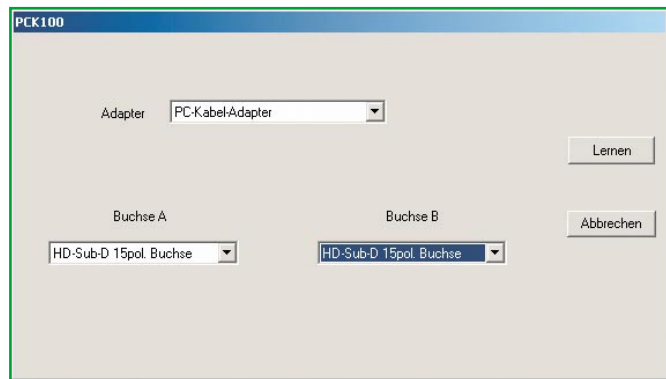 PCK100
Adapter PC-Kabel-Adapter
Lernen
Buchse A Buchse B
Abbrechen
HD-Sub-D 15pol. Buchse HD-Sub-D 15pol. Buchse